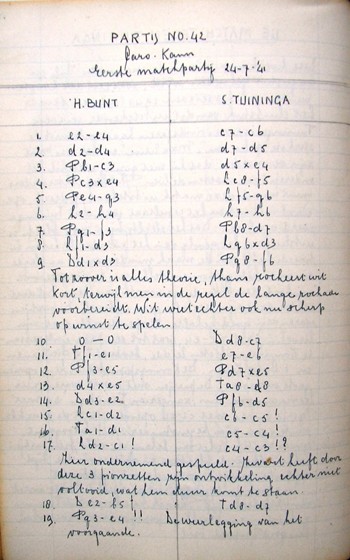 PARTIJ NO. 42
Caro-Kann
Eerste matchpartij 24-7-'41
H. BUNT S. TUININGA
1. e2-e4 c7-c6
2. d2-d4 d7-d5
3. Pb1-c3 d5xe4
4. Pc3xe4 Lc8-f5
5. Pe4-g3 Lf5-g6
6. h2-h4 h7-h6
7. Pg1-f3 Pb8-d7
8. Lf1-d3 Lg6xd3
9. Dd1xd3 Pg8-f6
Tot zoover is alles theorie, thans rocheert wit
kort, terwijl men in de regel de lange rochade
voorbereidt. Wit weet echter ook nu scherp
op winst te spelen
10. 0-0 Dd8-c7
11. Tf1-e1 e7-e6
12. Pf3-e5 Pd7xe5
13. d4xe5 Ta8-d8
14. Dd3-e2 Pf6-d5
15. Lc1-d2 c6-c5!
16. Ta1-d1 c5-c4!
17. Ld2-c1! c4-c3!?
Zeer ondernemend gespeeld. Zwart heeft door
deze 3 pionzetten zijn ontwikkeling echter niet
voltooid, wat hem duur komt te staan.
18. De2-b5! Td8-d7
19. Pg3-e4!! De weerlegging van het
voorgaande.